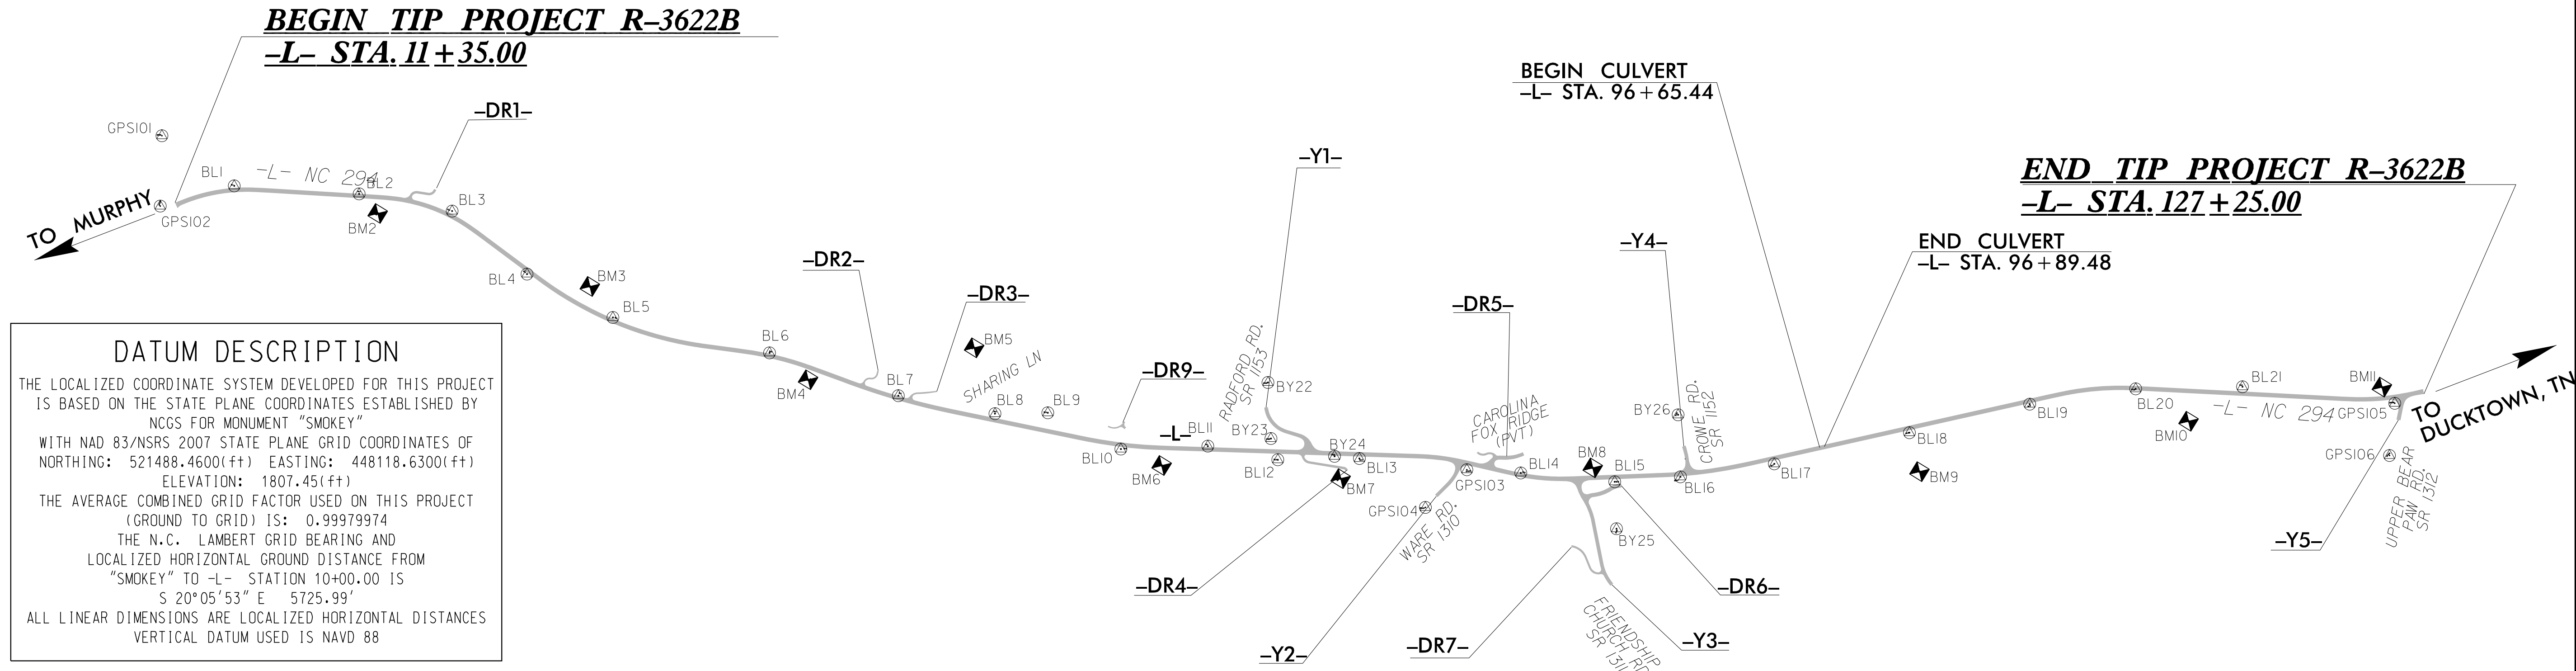 BEGIN TIP PROJECT R–3622B
–L– STA. 11+35.00
–DR1–
GPS101
BL1
–L– NC 294
BL2
BL3
TO MURPHY
GPS102
BM2
BL4
BM3
BL5
–DR2–
–DR3–
BL6
BM4
BL7
BM5
SHARING LN
BL8
BL9
–DR9–
BL10
–L–
BM6
BL11
RADFORD RD.
SR 1153
–Y1–
BY22
BY23
BL12
BY24
BL13
BM7
–DR4–
GPS104
WARE RD.
SR 1310
–Y2–
–DR5–
CAROLINA
FOX RIDGE
(PVT)
GPS103
BL14
BEGIN CULVERT
–L– STA. 96+65.44
–Y4–
BY26
CROWE RD.
SR 1152
BM8
BL15
BL16
BY25
–DR6–
–DR7–
–Y3–
FRIENDSHIP
CHURCH RD.
SR 1311
BL17
END CULVERT
–L– STA. 96+89.48
BL18
BM9
BL19
END TIP PROJECT R–3622B
–L– STA. 127+25.00
BL20
BM10
BL21
–L– NC 294
BM11
GPS105
GPS106
TO
DUCKTOWN, TN
UPPER BEAR
PAW RD.
SR 1312
–Y5–
DATUM DESCRIPTION
THE LOCALIZED COORDINATE SYSTEM DEVELOPED FOR THIS PROJECT
IS BASED ON THE STATE PLANE COORDINATES ESTABLISHED BY
NCGS FOR MONUMENT "SMOKEY"
WITH NAD 83/NSRS 2007 STATE PLANE GRID COORDINATES OF
NORTHING: 521488.4600(ft) EASTING: 448118.6300(ft)
ELEVATION: 1807.45(ft)
THE AVERAGE COMBINED GRID FACTOR USED ON THIS PROJECT
(GROUND TO GRID) IS: 0.99979974
THE N.C. LAMBERT GRID BEARING AND
LOCALIZED HORIZONTAL GROUND DISTANCE FROM
"SMOKEY" TO -L- STATION 10+00.00 IS
S 20°05'53" E 5725.99'
ALL LINEAR DIMENSIONS ARE LOCALIZED HORIZONTAL DISTANCES
VERTICAL DATUM USED IS NAVD 88